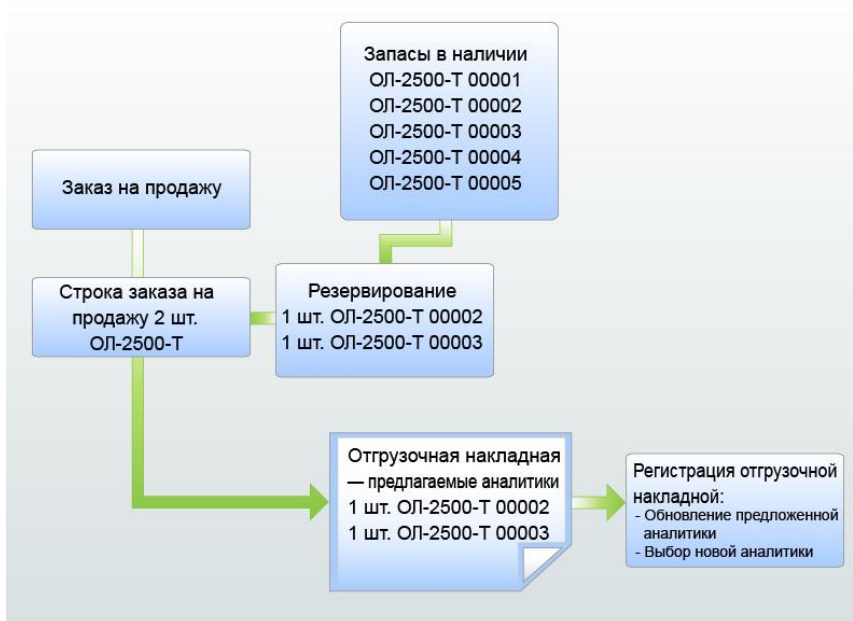 Запасы в наличии
ОЛ-2500-Т 00001
ОЛ-2500-Т 00002
ОЛ-2500-Т 00003
ОЛ-2500-Т 00004
ОЛ-2500-Т 00005
Заказ на продажу
Строка заказа на
продажу 2 шт.
ОЛ-2500-Т
Резервирование
1 шт. ОЛ-2500-Т 00002
1 шт. ОЛ-2500-Т 00003
Отгрузочная накладная
— предлагаемые аналитики
1 шт. ОЛ-2500-Т 00002
1 шт. ОЛ-2500-Т 00003
Регистрация отгрузочной
накладной:
- Обновление предложенной
аналитики
- Выбор новой аналитики